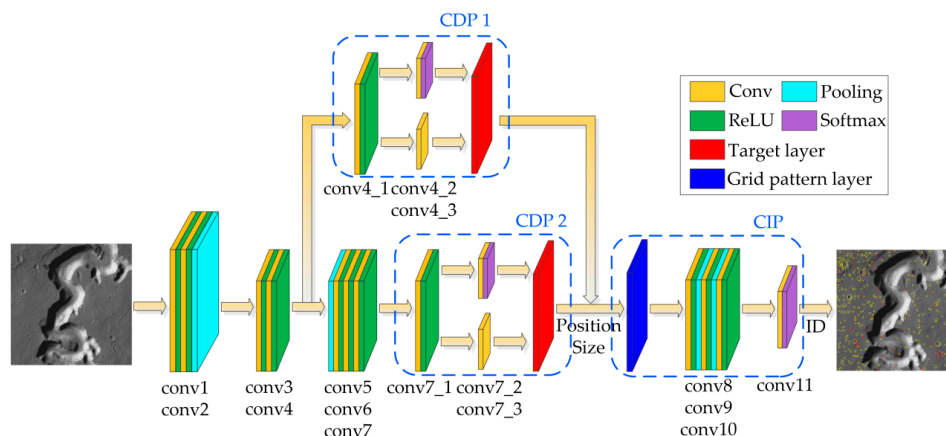 CDP 1
Conv
Pooling
ReLU
Softmax
Target layer
Grid pattern layer
conv4_1
conv4_2
conv4_3
CDP 2
CIP
Position
Size
ID
conv1
conv2
conv3
conv4
conv5
conv6
conv7
conv7_1
conv7_2
conv7_3
conv8
conv9
conv10
conv11